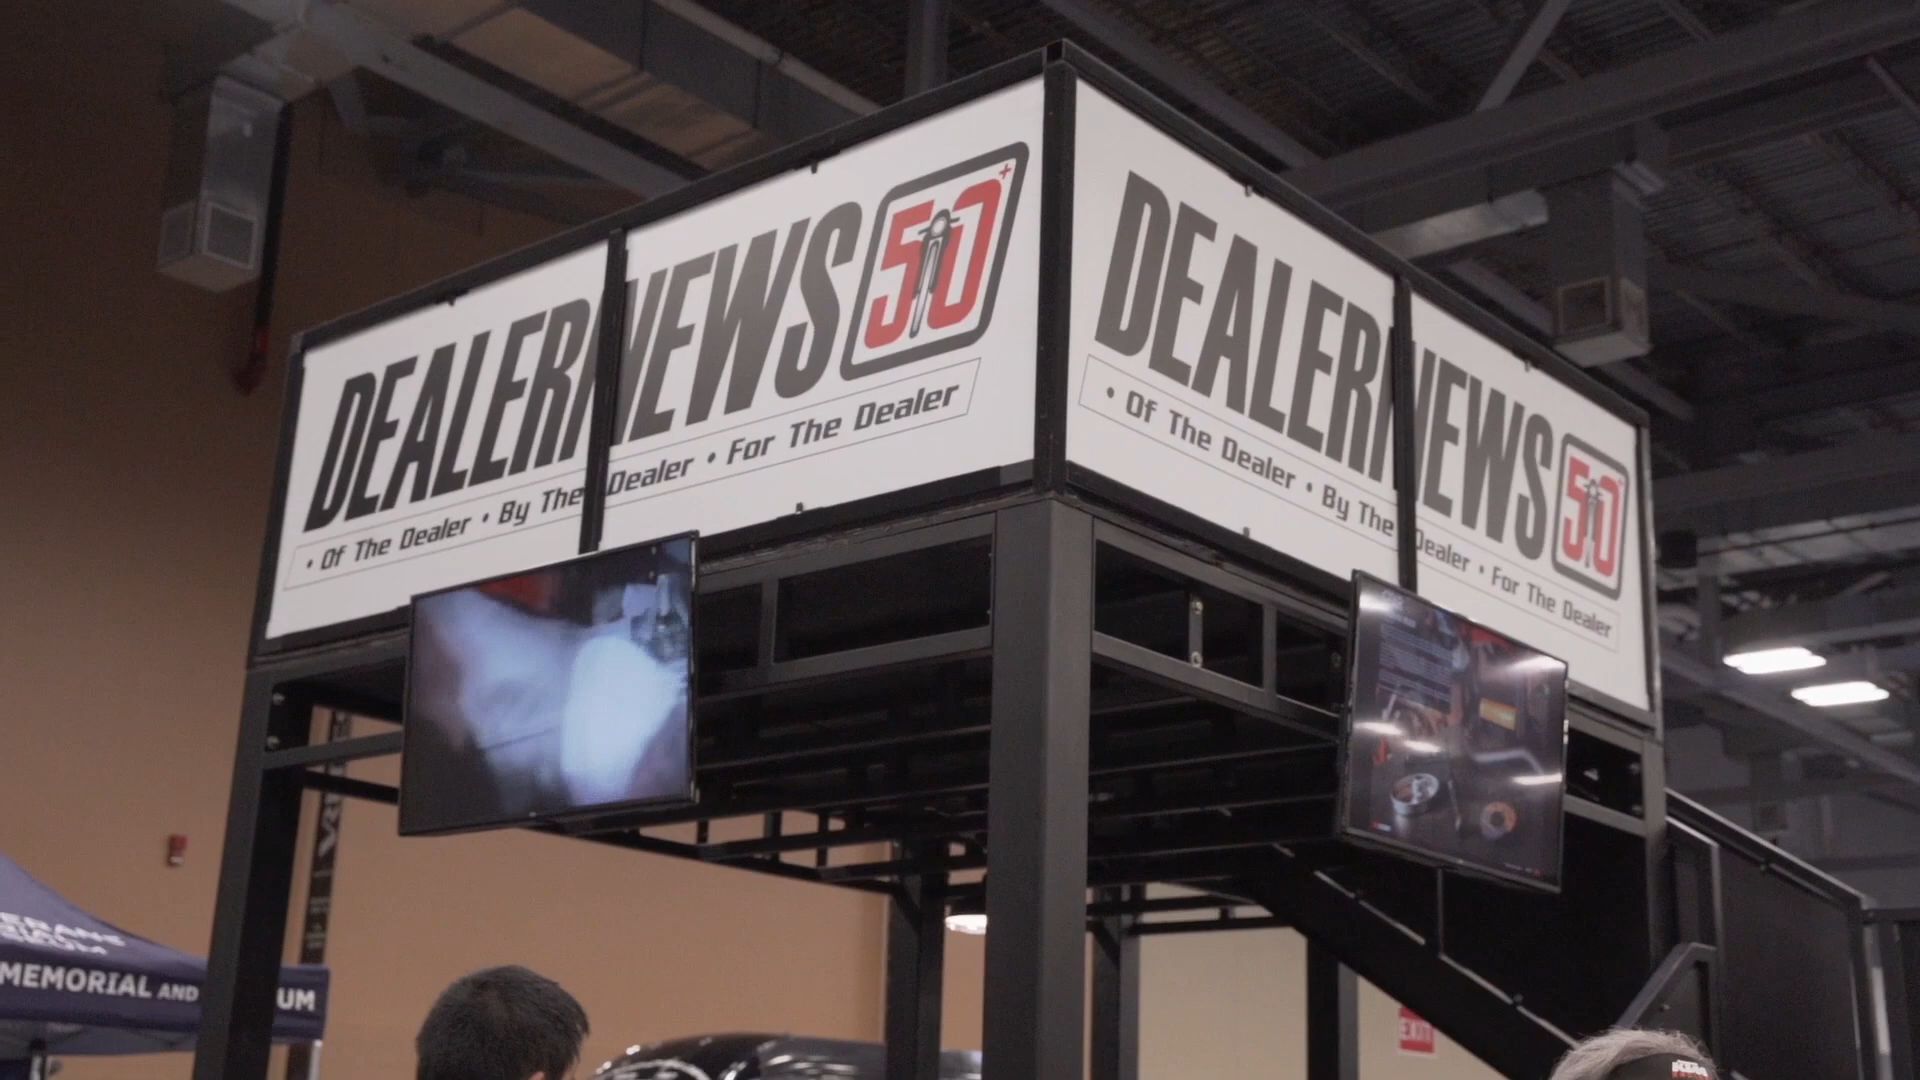 DEALERNEWS 50+
• Of The Dealer • By The Dealer • For The Dealer
DEALERNEWS 50+
• Of The Dealer • By The Dealer • For The Dealer
MEMORIAL AND
EXIT
KTM